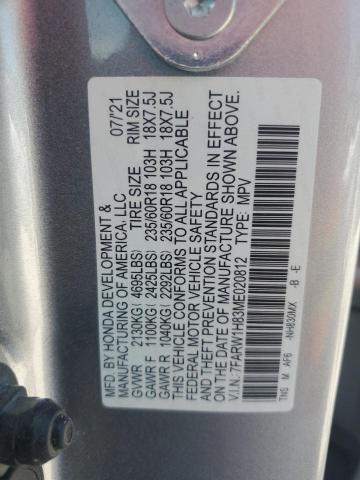 MFD. BY HONDA DEVELOPMENT & 07/'21
MANUFACTURING OF AMERICA, LLC
GVWR 2130KG (4695LBS) TIRE SIZE RIM SIZE
GAWR F 1100KG (2425LBS) 235/60R18 103H 18X7.5J
GAWR R 1040KG (2292LBS) 235/60R18 103H 18X7.5J
THIS VEHICLE CONFORMS TO ALL APPLICABLE
FEDERAL MOTOR VEHICLE SAFETY
AND THEFT PREVENTION STANDARDS IN EFFECT
ON THE DATE OF MANUFACTURE SHOWN ABOVE.
V.I.N.: 7FARW1H83ME020812 TYPE: MPV
TNS M AF6 -NH830MX -B -E